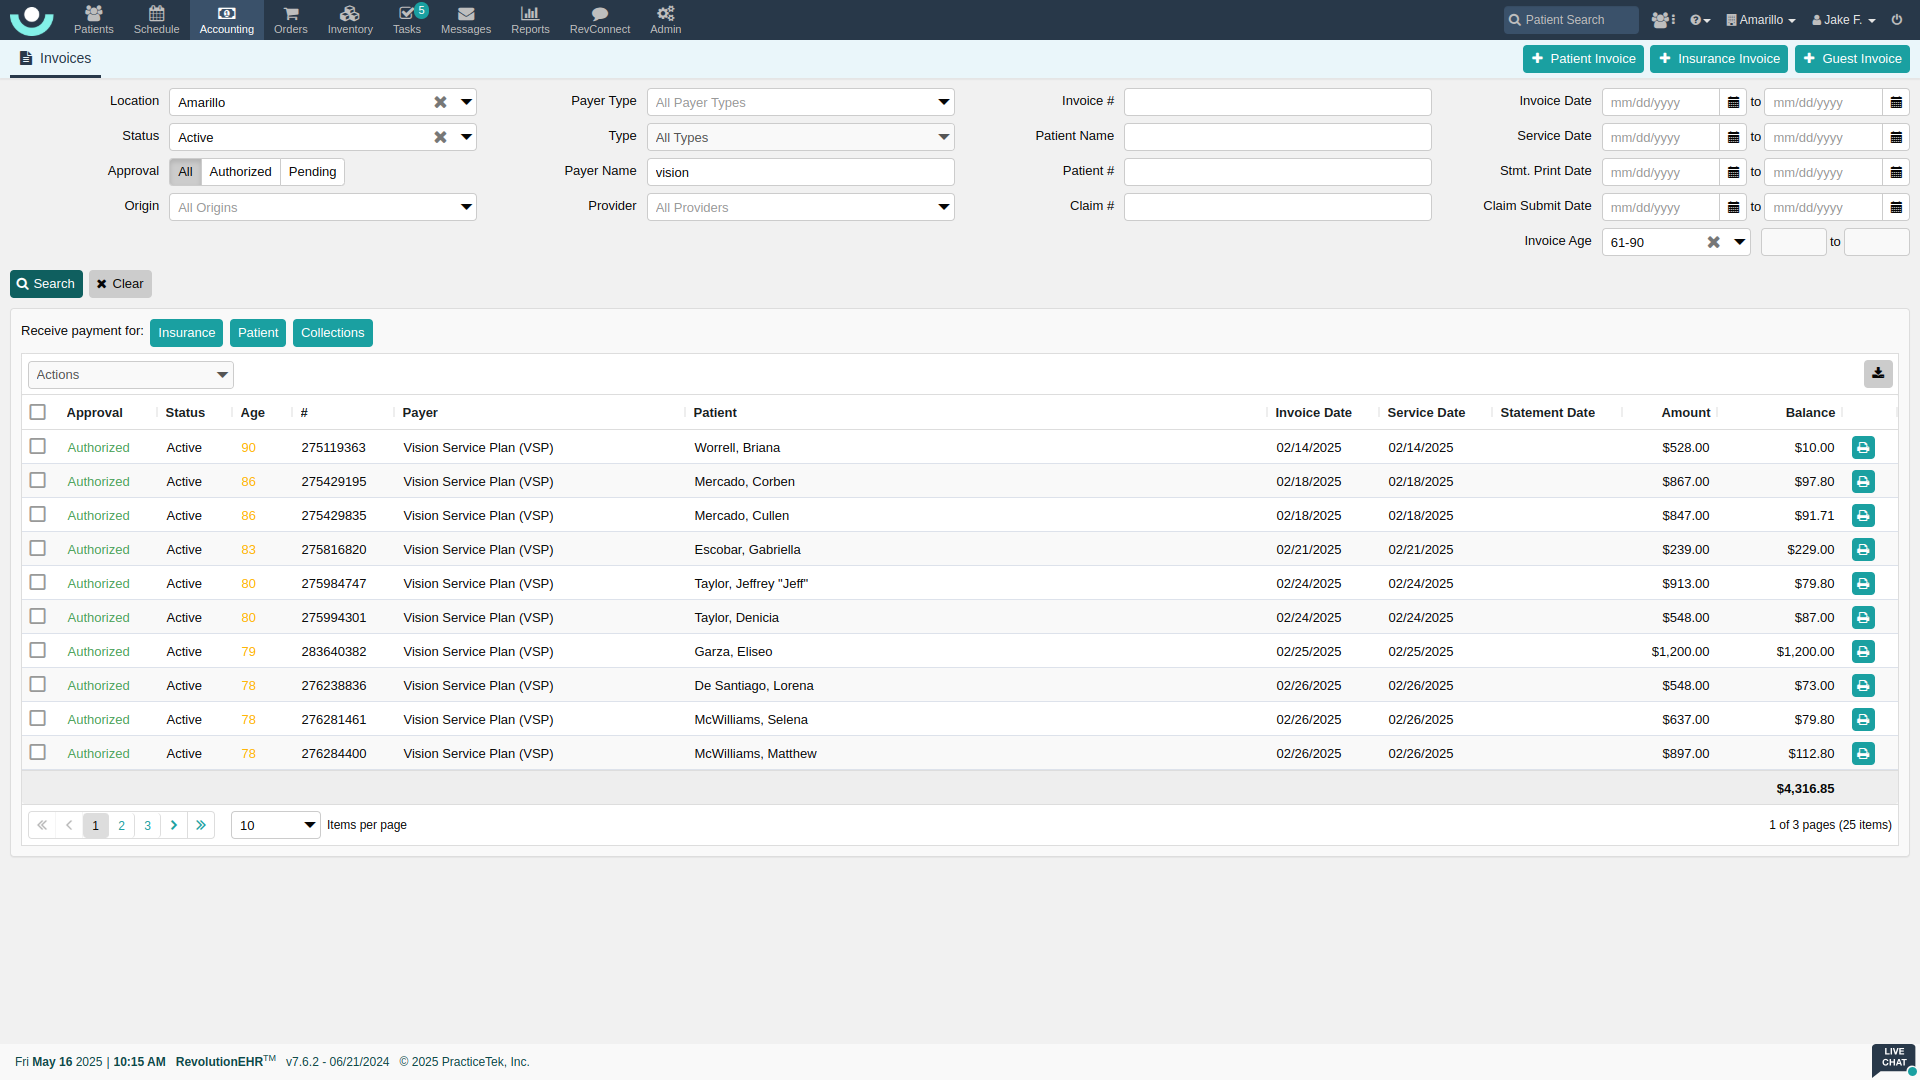 Patients Schedule Accounting Orders Inventory Tasks 5 Messages Reports RevConnect Admin Patient Search Amarillo Jake F.
Invoices + Patient Invoice + Insurance Invoice + Guest Invoice
Location Amarillo Payer Type All Payer Types Invoice # Invoice Date mm/dd/yyyy to mm/dd/yyyy
Status Active Type All Types Patient Name Service Date mm/dd/yyyy to mm/dd/yyyy
Approval All Authorized Pending Payer Name vision Patient # Stmt. Print Date mm/dd/yyyy to mm/dd/yyyy
Origin All Origins Provider All Providers Claim # Claim Submit Date mm/dd/yyyy to mm/dd/yyyy
Invoice Age 61-90 to
Search Clear
Receive payment for: Insurance Patient Collections
Actions
Approval Status Age # Payer Patient Invoice Date Service Date Statement Date Amount Balance
Authorized Active 90 275119363 Vision Service Plan (VSP) Worrell, Briana 02/14/2025 02/14/2025 $528.00 $10.00
Authorized Active 86 275429195 Vision Service Plan (VSP) Mercado, Corben 02/18/2025 02/18/2025 $867.00 $97.80
Authorized Active 86 275429835 Vision Service Plan (VSP) Mercado, Cullen 02/18/2025 02/18/2025 $847.00 $91.71
Authorized Active 83 275816820 Vision Service Plan (VSP) Escobar, Gabriella 02/21/2025 02/21/2025 $239.00 $229.00
Authorized Active 80 275984747 Vision Service Plan (VSP) Taylor, Jeffrey "Jeff" 02/24/2025 02/24/2025 $913.00 $79.80
Authorized Active 80 275994301 Vision Service Plan (VSP) Taylor, Denicia 02/24/2025 02/24/2025 $548.00 $87.00
Authorized Active 79 283640382 Vision Service Plan (VSP) Garza, Eliseo 02/25/2025 02/25/2025 $1,200.00 $1,200.00
Authorized Active 78 276238836 Vision Service Plan (VSP) De Santiago, Lorena 02/26/2025 02/26/2025 $548.00 $73.00
Authorized Active 78 276281461 Vision Service Plan (VSP) McWilliams, Selena 02/26/2025 02/26/2025 $637.00 $79.80
Authorized Active 78 276284400 Vision Service Plan (VSP) McWilliams, Matthew 02/26/2025 02/26/2025 $897.00 $112.80
$4,316.85
« ‹ 1 2 3 › » 10 Items per page 1 of 3 pages (25 items)
Fri May 16 2025 | 10:15 AM RevolutionEHR™ v7.6.2 - 06/21/2024 © 2025 PracticeTek, Inc.
LIVE
CHAT